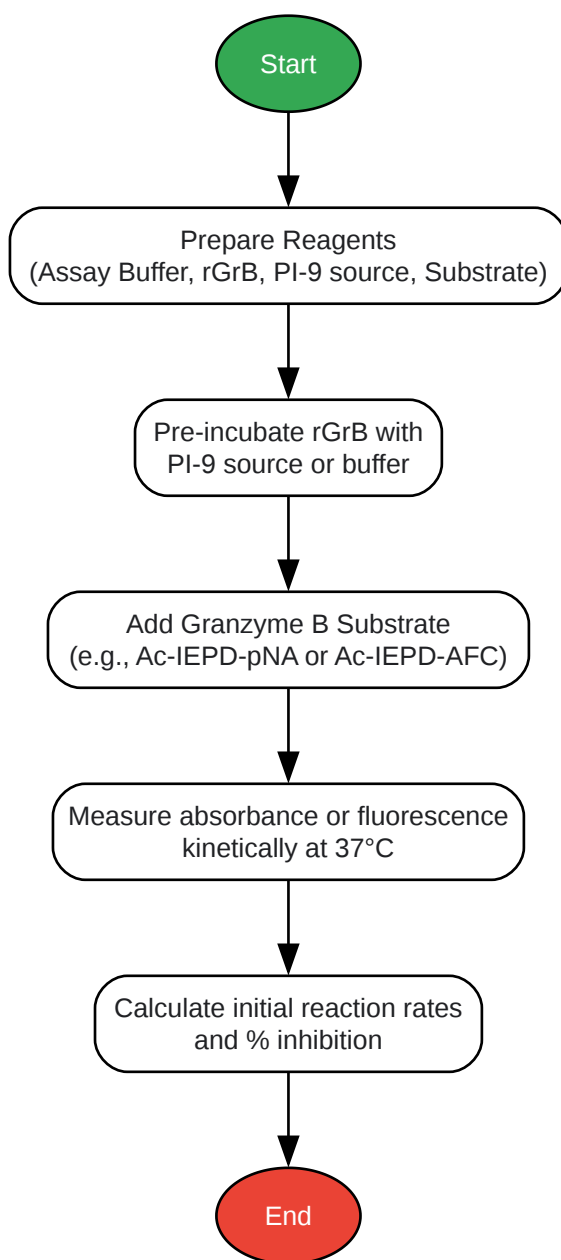 Start
Prepare Reagents
(Assay Buffer, rGrB, PI-9 source, Substrate)
Pre-incubate rGrB with
PI-9 source or buffer
Add Granzyme B Substrate
(e.g., Ac-IEPD-pNA or Ac-IEPD-AFC)
Measure absorbance or fluorescence
kinetically at 37°C
Calculate initial reaction rates
and % inhibition
End